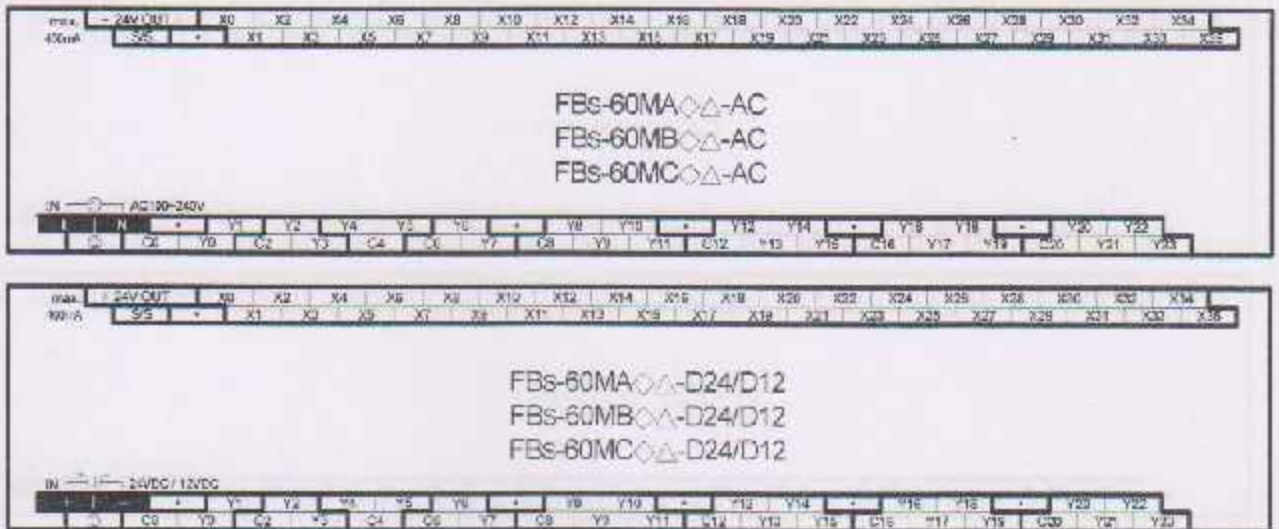 max. + 24V OUT X0 X2 X4 X6 X8 X10 X12 X14 X16 X18 X20 X22 X24 X26 X28 X30 X32 X34
400mA S/S • X1 X3 X5 X7 X9 X11 X13 X15 X17 X19 X21 X23 X25 X27 X29 X31 X33 X35
FBs-60MA◇△-AC
FBs-60MB◇△-AC
FBs-60MC◇△-AC
IN AC100~240V
L N • Y1 Y2 Y4 Y5 Y6 • Y8 Y10 • Y12 Y14 • Y16 Y18 • Y20 Y22
C0 Y0 C2 Y3 C4 C6 Y7 C8 Y9 Y11 C12 Y13 Y15 C16 Y17 Y19 C20 Y21 Y23
max. + 24V OUT X0 X2 X4 X6 X8 X10 X12 X14 X16 X18 X20 X22 X24 X26 X28 X30 X32 X34
400mA S/S • X1 X3 X5 X7 X9 X11 X13 X15 X17 X19 X21 X23 X25 X27 X29 X31 X33 X35
FBs-60MA◇△-D24/D12
FBs-60MB◇△-D24/D12
FBs-60MC◇△-D24/D12
IN 24VDC / 12VDC
+ - • Y1 Y2 Y4 Y5 Y6 • Y8 Y10 • Y12 Y14 • Y16 Y18 • Y20 Y22
C0 Y0 C2 Y3 C4 C6 Y7 C8 Y9 Y11 C12 Y13 Y15 C16 Y17 Y19 C20 Y21 Y23